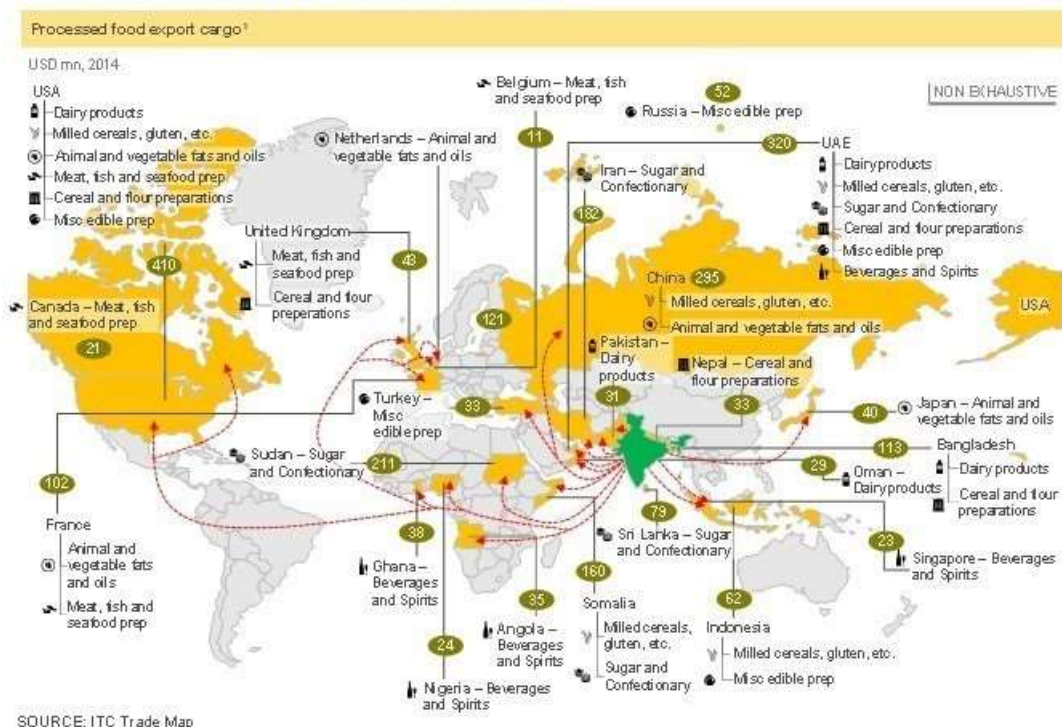 Processed food export cargo¹
USD mn, 2014
NON EXHAUSTIVE
USA
Dairy products
Milled cereals, gluten, etc.
Animal and vegetable fats and oils
Meat, fish and seafood prep
Cereal and flour preparations
Misc edible prep
410
Canada – Meat, fish
and seafood prep
21
United Kingdom
Meat, fish and
seafood prep
Cereal and flour
preperations
43
Netherlands – Animal and
vegetable fats and oils
121
Belgium – Meat, fish
and seafood prep
11
52
Russia – Misc edible prep
Iran – Sugar and
Confectionary
182
320
UAE
Dairy products
Milled cereals, gluten, etc.
Sugar and Confectionary
Cereal and flour preparations
Misc edible prep
Beverages and Spirits
USA
China
295
Milled cereals, gluten, etc.
Animal and vegetable fats and oils
Pakistan –
Dairy
products
31
Nepal – Cereal and
flour preparations
33
Turkey –
Misc
edible prep
33
40
Japan – Animal and
vegetable fats and oils
113
Bangladesh
Dairy products
Cereal and flour
preparations
29
Oman –
Dairy products
Sudan – Sugar
and Confectionary
211
102
France
Animal and
vegetable fats
and oils
Meat, fish and
seafood prep
38
Ghana –
Beverages
and Spirits
24
Nigeria – Beverages
and Spirits
35
Angola –
Beverages
and Spirits
160
Somalia
Milled cereals,
gluten, etc.
Sugar and
Confectionary
79
Sri Lanka – Sugar
and Confectionary
62
Indonesia
Milled cereals, gluten, etc.
Misc edible prep
23
Singapore – Beverages
and Spirits
SOURCE: ITC Trade Map